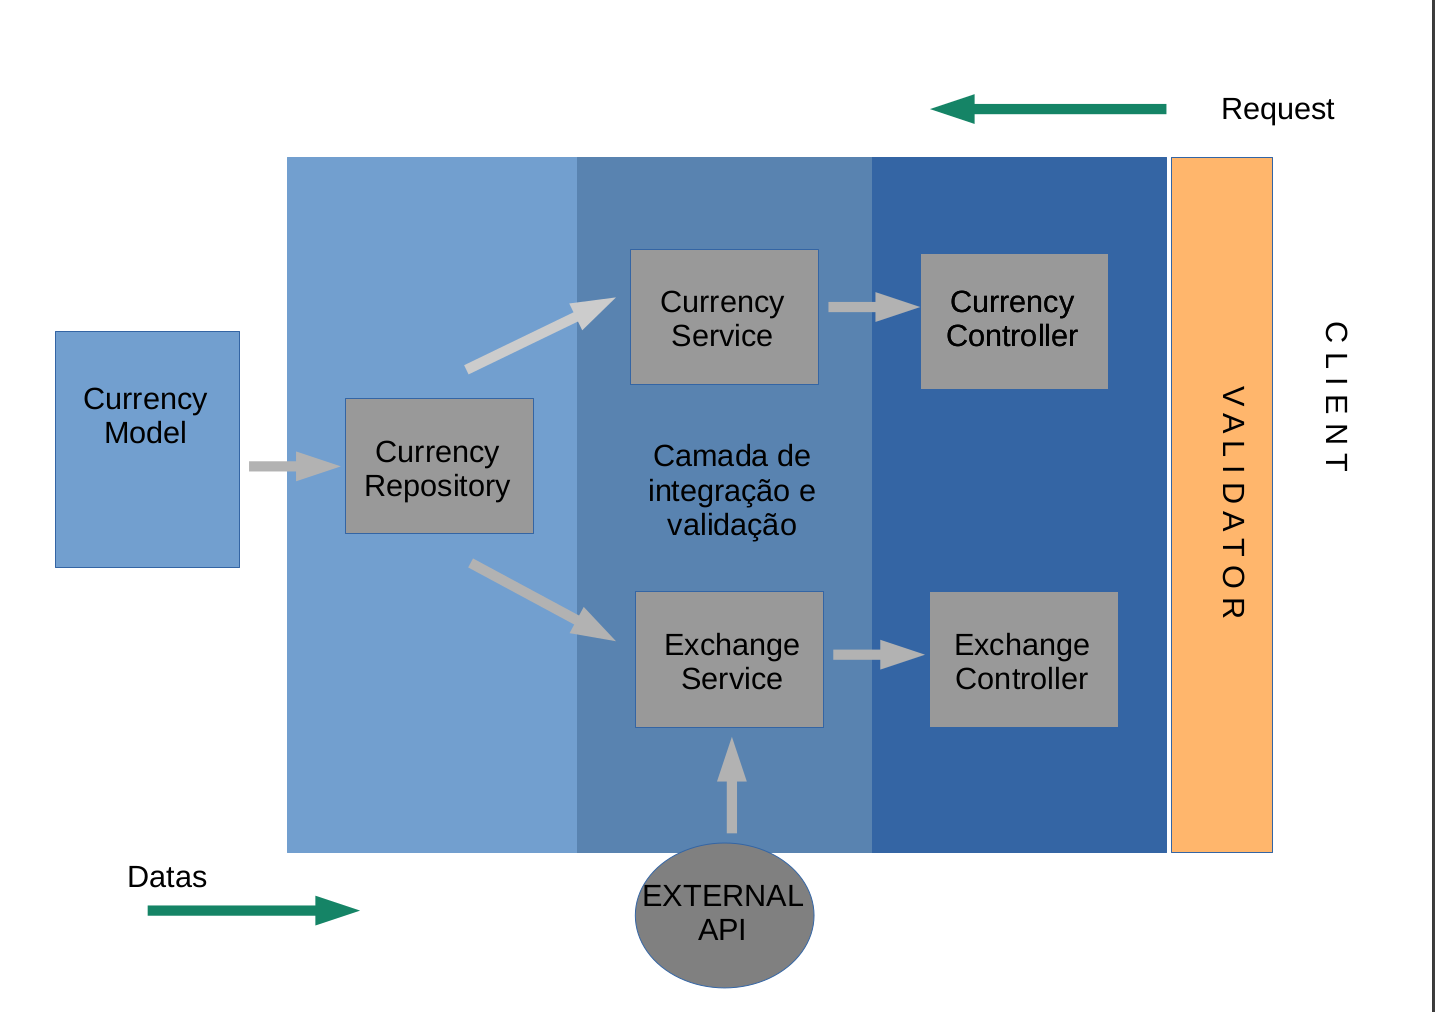 Request
Currency
Service
Currency
Controller
CLIENT
Currency
Model
Currency
Repository
Camada de
integração e
validação
VALIDATOR
Exchange
Service
Exchange
Controller
Datas
EXTERNAL
API